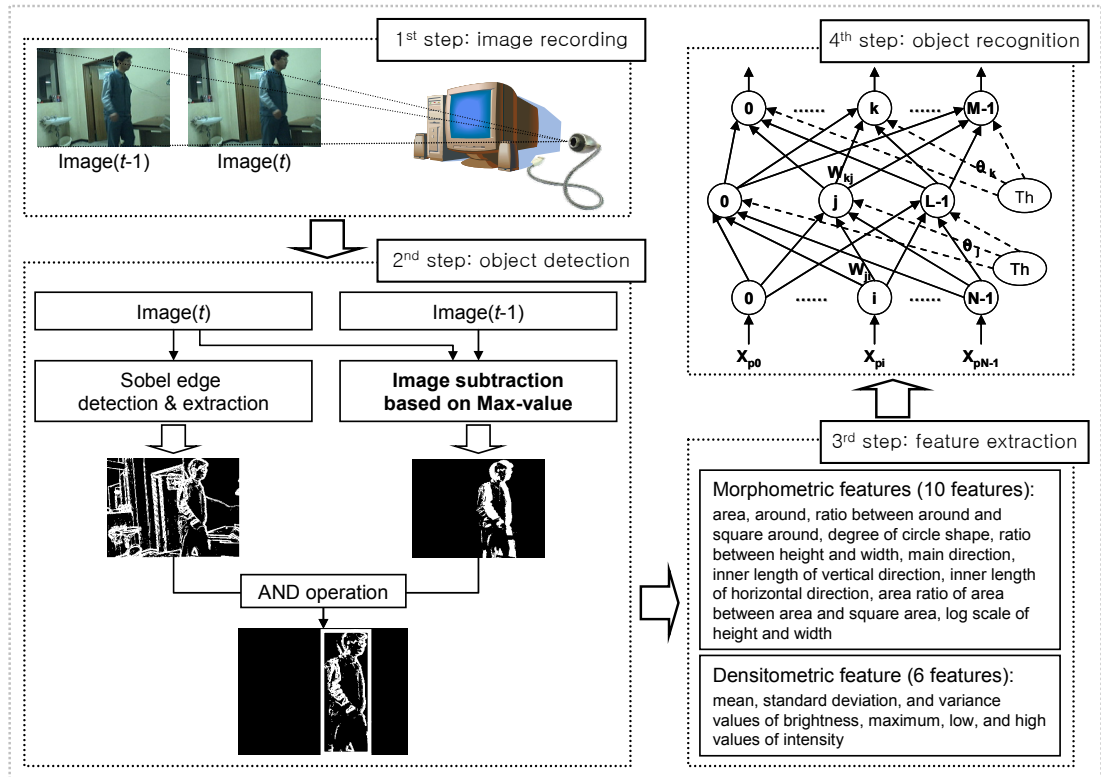 1st step: image recording
Image(t-1)
Image(t)
2nd step: object detection
Image(t)
Image(t-1)
Sobel edge
detection & extraction
Image subtraction
based on Max-value
AND operation
3rd step: feature extraction
Morphometric features (10 features):
area, around, ratio between around and
square around, degree of circle shape, ratio
between height and width, main direction,
inner length of vertical direction, inner length
of horizontal direction, area ratio of area
between area and square area, log scale of
height and width
Densitometric feature (6 features):
mean, standard deviation, and variance
values of brightness, maximum, low, and high
values of intensity
4th step: object recognition
0 ...... k ...... M-1
Wkj
θk
Th
0
j
L-1
θj
Th
Wji
0 ...... i ...... N-1
Xp0
Xpi
XpN-1